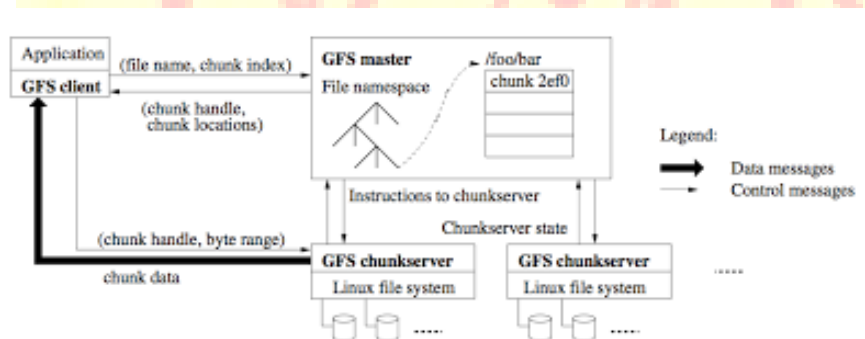 Application
GFS client
(file name, chunk index)
(chunk handle,
chunk locations)
GFS master
File namespace
/foo/bar
chunk 2ef0
Legend:
Data messages
Control messages
Instructions to chunkserver
Chunkserver state
(chunk handle, byte range)
chunk data
GFS chunkserver
Linux file system
GFS chunkserver
Linux file system